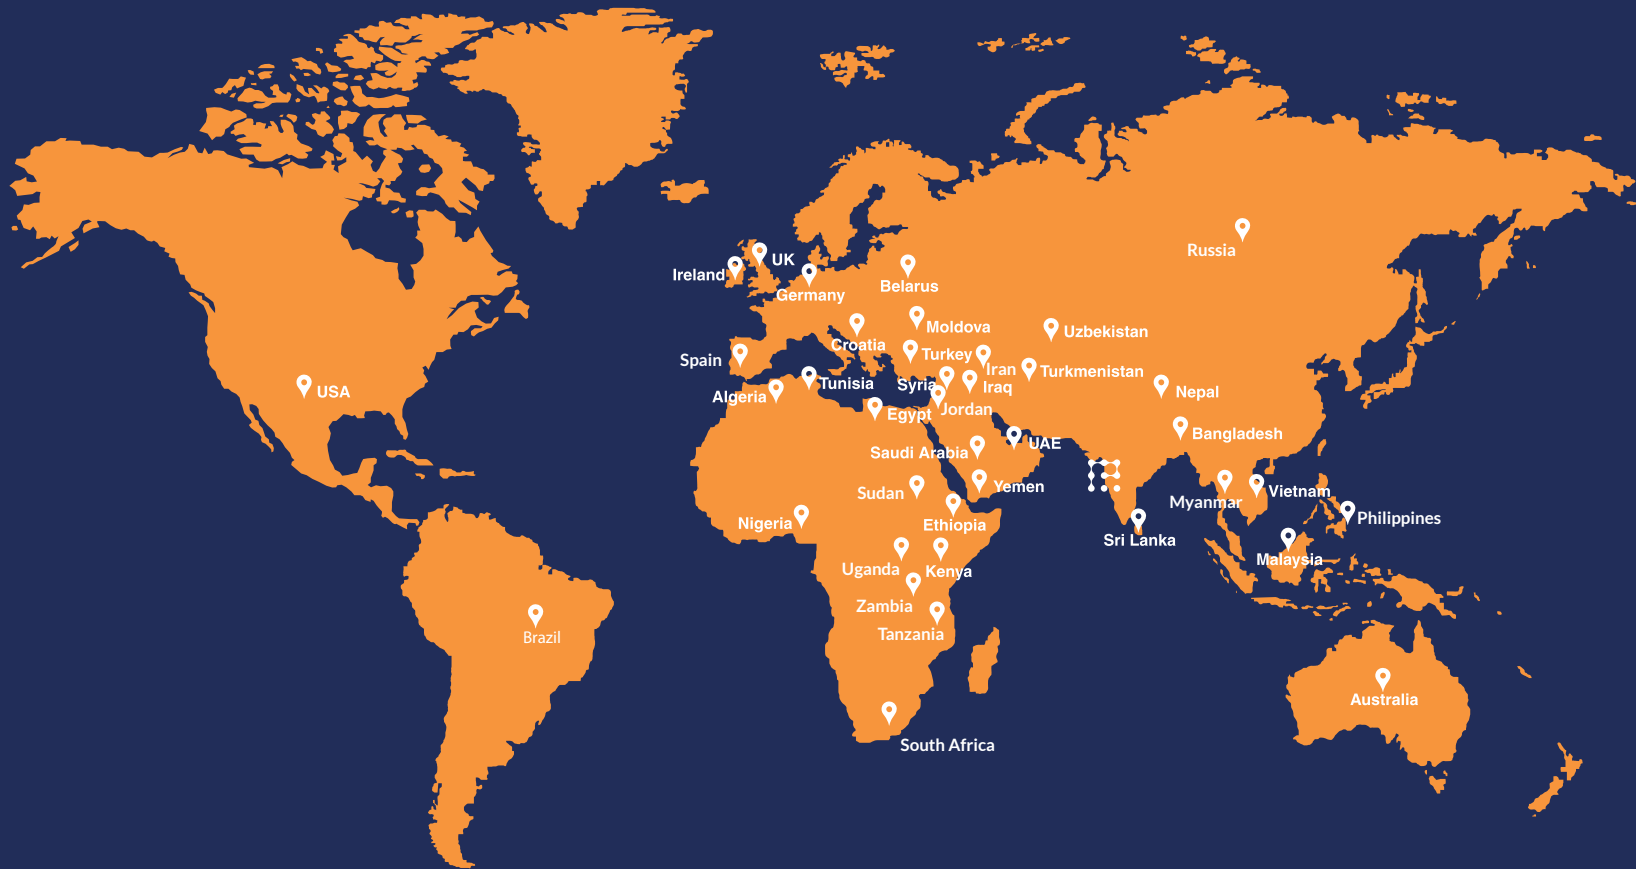 Russia
UK
Ireland
Belarus
Germany
Moldova
Uzbekistan
Croatia
Turkey
Spain
Iran
Turkmenistan
Tunisia
Syria
Iraq
USA
Nepal
Algeria
Jordan
Egypt
Bangladesh
UAE
Saudi Arabia
Yemen
Sudan
Vietnam
Myanmar
Philippines
Nigeria
Ethiopia
Sri Lanka
Malaysia
Uganda
Kenya
Zambia
Tanzania
Brazil
Australia
South Africa